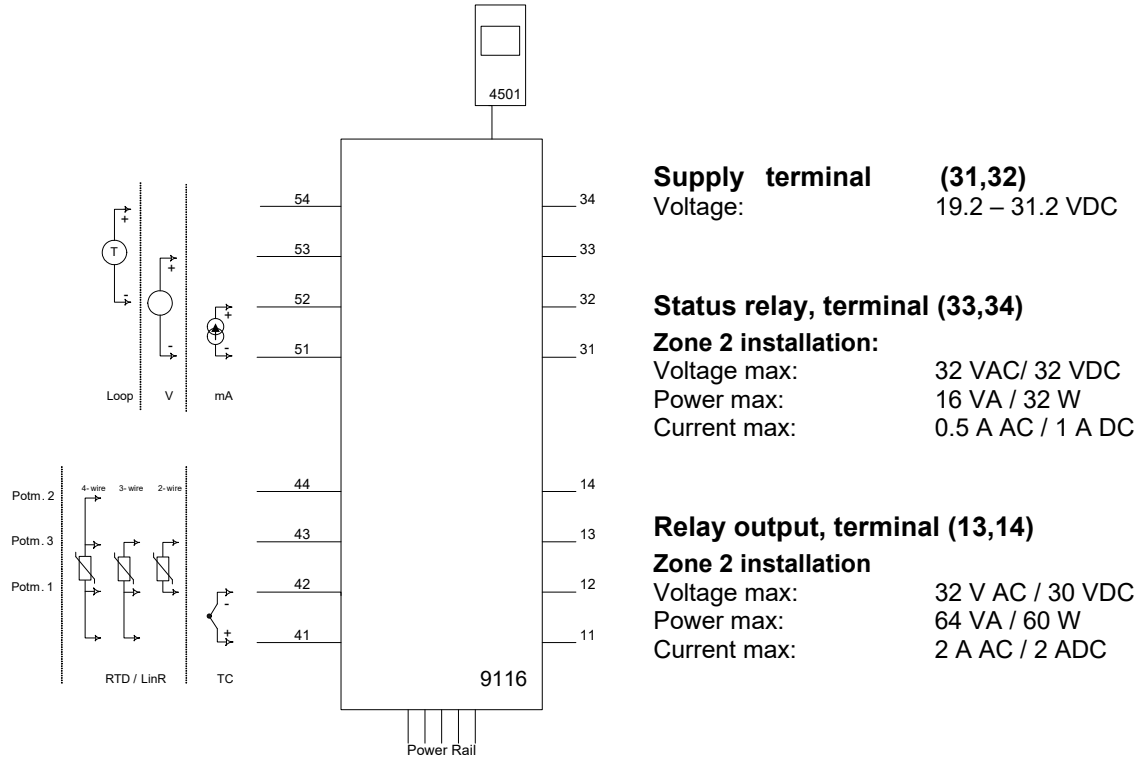 4501
54
53
52
51
34
33
32
31
+
T
-
+
-
+
-
Loop
V
mA
Supply terminal (31,32)
Voltage: 19.2 – 31.2 VDC
Status relay, terminal (33,34)
Zone 2 installation:
Voltage max: 32 VAC/ 32 VDC
Power max: 16 VA / 32 W
Current max: 0.5 A AC / 1 A DC
Potm. 2
Potm. 3
Potm. 1
4- wire
3- wire
2- wire
-
+
RTD / LinR
TC
44
43
42
41
14
13
12
11
9116
Power Rail
Relay output, terminal (13,14)
Zone 2 installation
Voltage max: 32 V AC / 30 VDC
Power max: 64 VA / 60 W
Current max: 2 A AC / 2 ADC